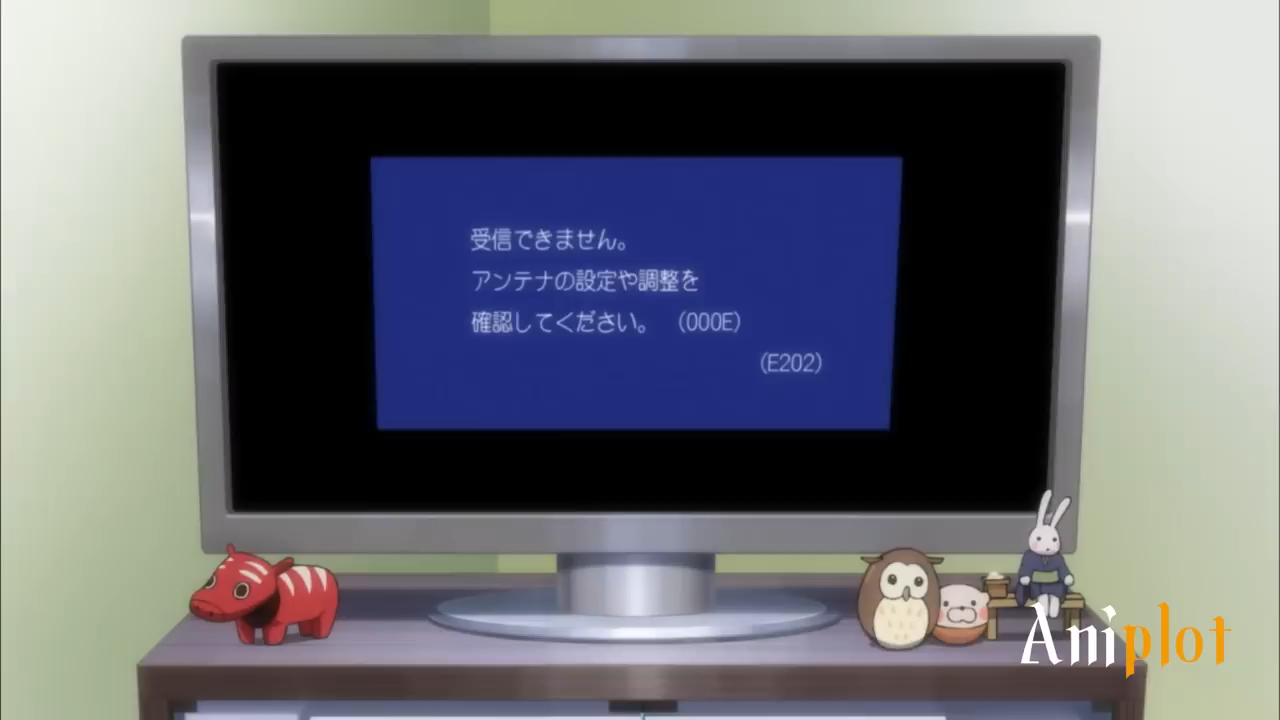 受信できません。
アンテナの設定や調整を
確認してください。 (000E)
(E202)
Aniplot